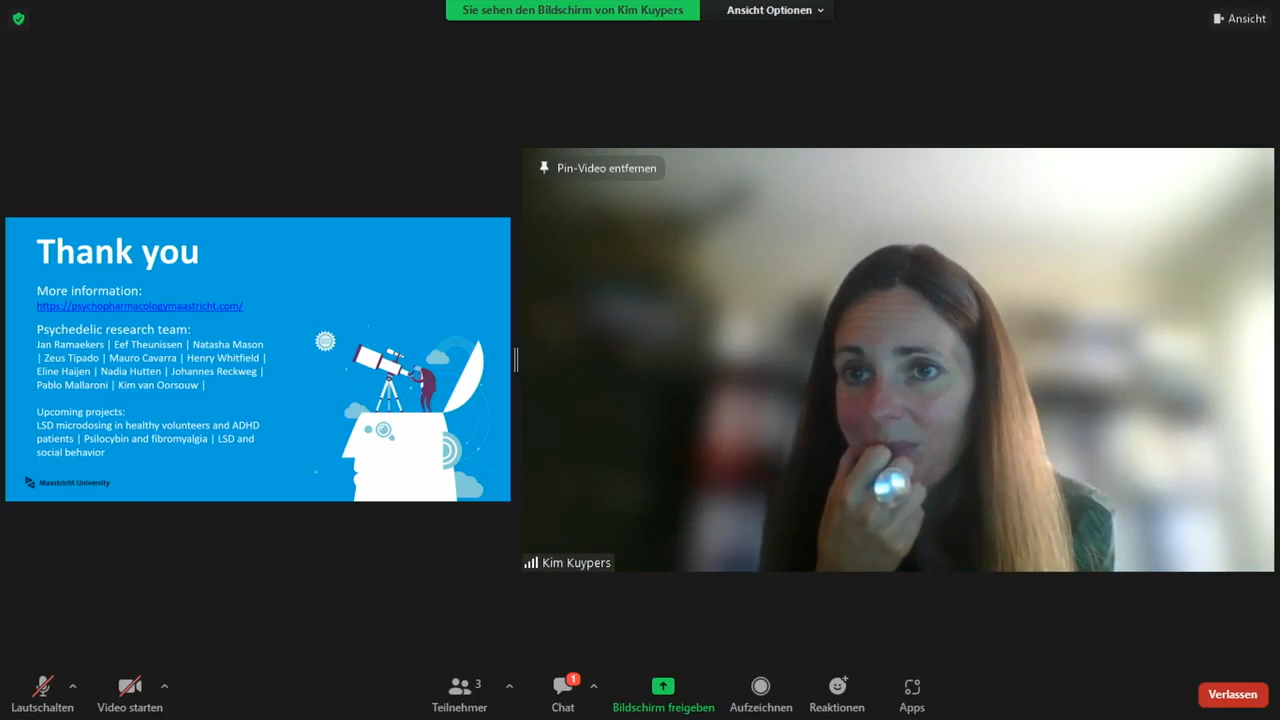 Sie sehen den Bildschirm von Kim Kuypers
Ansicht Optionen
Ansicht
Pin-Video entfernen
Thank you
More information:
https://psychopharmacologymaastricht.com/
Psychedelic research team:
Jan Ramaekers | Eef Theunissen | Natasha Mason
| Zeus Tipado | Mauro Cavarra | Henry Whitfield |
Eline Haijen | Nadia Hutten | Johannes Reckweg |
Pablo Mallaroni | Kim van Oorsouw |
Upcoming projects:
LSD microdosing in healthy volunteers and ADHD
patients | Psilocybin and fibromyalgia | LSD and
social behavior
Maastricht University
Kim Kuypers
Lautschalten
Video starten
3
Teilnehmer
1
Chat
Bildschirm freigeben
Aufzeichnen
Reaktionen
Apps
Verlassen